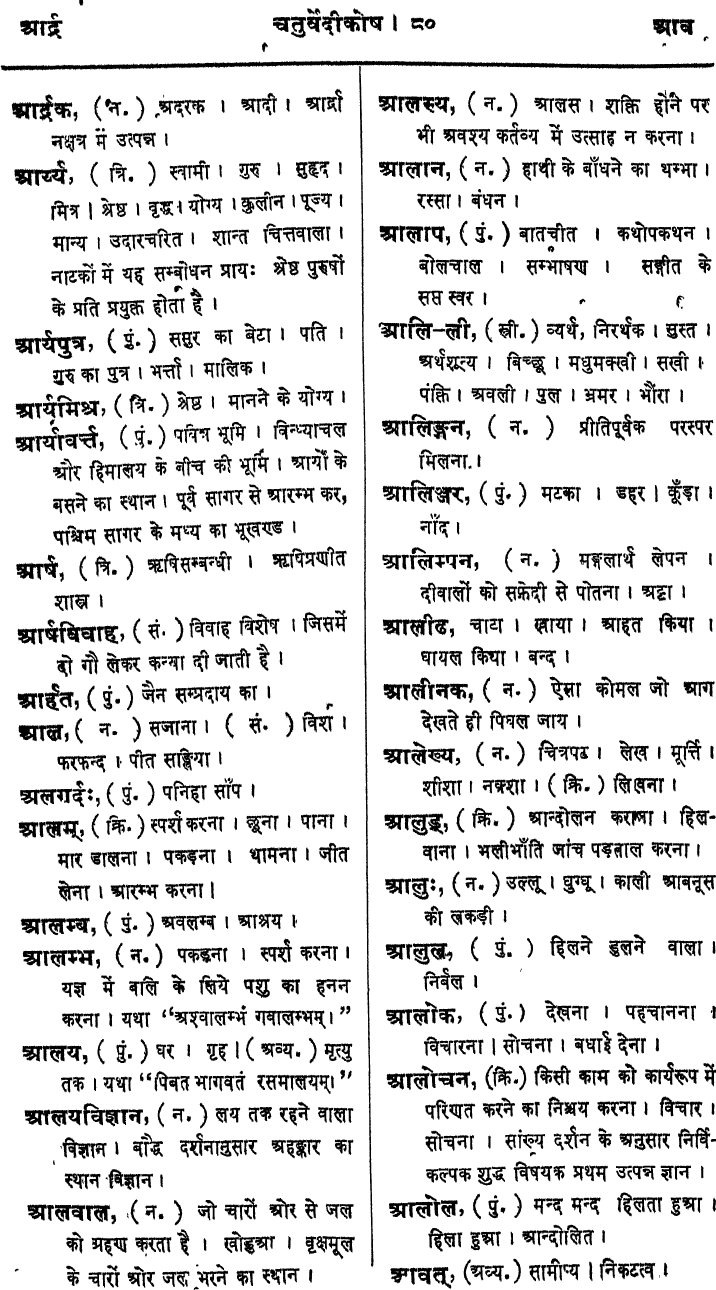 आर्द्र चतुर्वेदीकोष । ८० आव
आर्द्रक, (न.) अदरक । आदी । आर्द्रा
नक्षत्र में उत्पन्न ।
आर्य्य, (त्रि.) स्वामी । गुरु । सुहृद ।
मित्र । श्रेष्ठ । वृद्ध । योग्य । कुलीन । पूज्य ।
मान्य । उदारचरित । शान्त चित्तवाला ।
नाटकों में यह सम्बोधन प्रायः श्रेष्ठ पुरुषों
के प्रति प्रयुक्त होता है ।
आर्यपुत्र, (पुं.) ससुर का बेटा । पति ।
गुरु का पुत्र । भर्त्ता । मालिक ।
आर्यमिश्र, (त्रि.) श्रेष्ठ । मानने के योग्य ।
आर्यावर्त्त, (पुं.) पवित्र भूमि । विन्ध्याचल
और हिमालय के बीच की भूमि । आर्यों के
बसने का स्थान । पूर्व सागर से आरम्भ कर,
पश्चिम सागर के मध्य का भूखण्ड ।
आर्ष, (त्रि.) ऋषिसम्बन्धी । ऋषिप्रणीत
शास्त्र ।
आर्षविवाह, (सं.) विवाह विशेष । जिसमें
दो गौ लेकर कन्या दी जाती है ।
आर्हत, (पुं.) जैन सम्प्रदाय का ।
आल, (न.) सजाना । (सं.) विश ।
फरफन्द । पीत सङ्खिया ।
अलगर्दः, (पुं.) पनिहा साँप ।
आलम्, (क्रि.) स्पर्श करना । छूना । पाना ।
मार डालना । पकड़ना । थामना । जीत
लेना । आरम्भ करना |
आलम्ब, (पुं.) अवलम्ब । आश्रय ।
आलम्भ, (न.) पकडना । स्पर्श करना ।
यज्ञ में बलि के लिये पशु का हनन
करना । यथा “अश्वालम्भं गवालम्भम् ।”
आलय, (पुं.) घर । गृह । (अव्य.) मृत्यु
तक । यथा “पिबत भागवतं रसमालयम् ।”
आलयविज्ञान, (न.) लय तक रहने वाला
विज्ञान । बौद्ध दर्शनानुसार अहङ्कार का
स्थान विज्ञान ।
आलवाल, (न.) जो चारों ओर से जल
को ग्रहण करता है । खोडुआ । वृक्षमूल
के चारों ओर जल भरने का स्थान ।
आलस्य, (न.) आलस । शक्ति होने पर
भी अवश्य कर्तव्य में उत्साह न करना ।
आलान, (न.) हाथी के बाँधने का थम्भा ।
रस्सा । बंधन ।
आलाप, (पुं.) बातचीत । कथोपकथन ।
बोलचाल । सम्भाषण । सङ्गीत के
सप्त स्वर ।
आलि-ली, (स्त्री.) व्यर्थ, निरर्थक । सुस्त ।
अर्थशून्य । बिच्छू । मधुमक्खी । सखी ।
पंक्ति । अवली । पुल । भ्रमर । भौंरा ।
आलिङ्गन, (न.) प्रीतिपूर्वक परस्पर
मिलना ।
आलिञ्जर, (पुं.) मटका । डहर । कूँड़ा ।
नाँद ।
आलिम्पन, (न.) मङ्गलार्थ लेपन ।
दीवालों को सफ़ेदी से पोतना । अट्टा ।
आलीढ, चाटा । खाया । आहत किया ।
घायल किया । बन्द ।
आलीनक, (न.) ऐसा कोमल जो आग
देखते ही पिघल जाय ।
आलेख्य, (न.) चित्रपट । लेख । मूर्त्ति ।
शीशा । नक़्शा । (क्रि.) लिखना ।
आलुड्, (क्रि.) आन्दोलन कराना । हिल-
वाना । भलीभाँति जांच पड़ताल करना ।
आलुः, (न.) उल्लू । घुग्घू । काली आबनूस
की लकड़ी ।
आलुल, (पुं.) हिलने डुलने वाला ।
निर्बल ।
आलोक, (पुं.) देखना । पहचानना ।
विचारना । सोचना । बधाई देना ।
आलोचन, (क्रि.) किसी काम को कार्यरूप में
परिणत करने का निश्चय करना । विचार ।
सोचना । सांख्य दर्शन के अनुसार निर्वि-
कल्पक शुद्ध विषयक प्रथम उत्पन्न ज्ञान ।
आलोल, (पुं.) मन्द मन्द हिलता हुआ ।
हिला हुआ । आन्दोलित ।
आवत्, (अव्य.) सामीप्य । निकटत्व ।